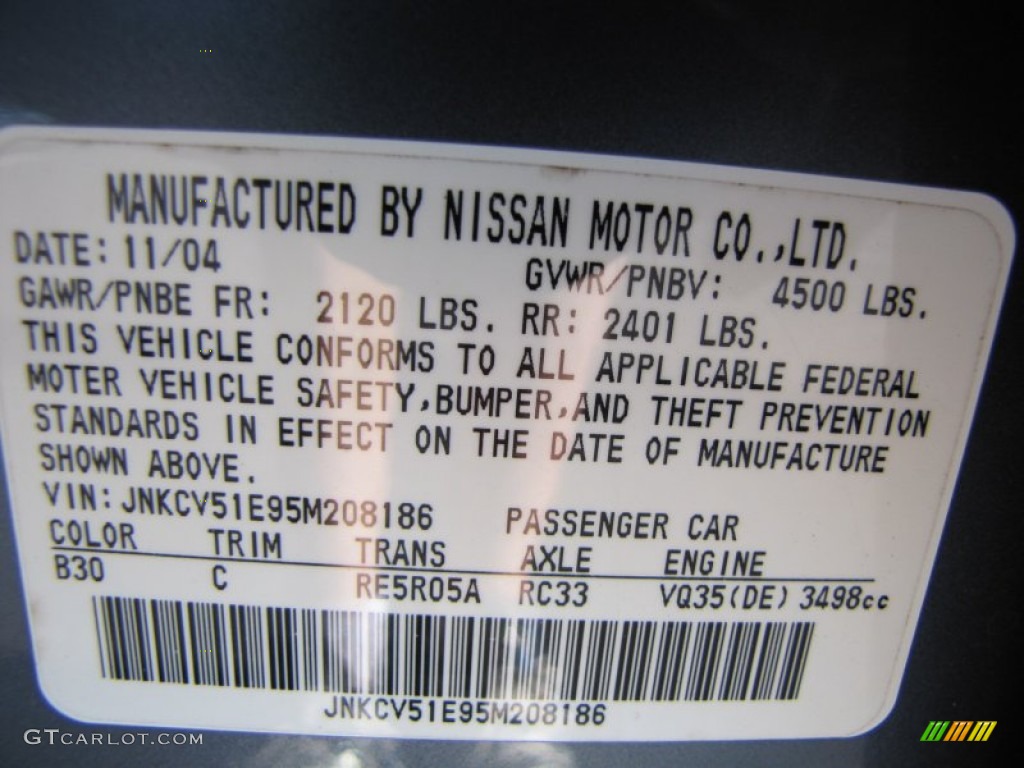 MANUFACTURED BY NISSAN MOTOR CO.,LTD.
DATE: 11/04 GVWR/PNBV: 4500 LBS.
GAWR/PNBE FR: 2120 LBS. RR: 2401 LBS.
THIS VEHICLE CONFORMS TO ALL APPLICABLE FEDERAL
MOTER VEHICLE SAFETY,BUMPER,AND THEFT PREVENTION
STANDARDS IN EFFECT ON THE DATE OF MANUFACTURE
SHOWN ABOVE.
VIN:JNKCV51E95M208186 PASSENGER CAR
COLOR TRIM TRANS AXLE ENGINE
B30 C RE5R05A RC33 VQ35(DE) 3498cc
JNKCV51E95M208186
GTCARLOT.COM